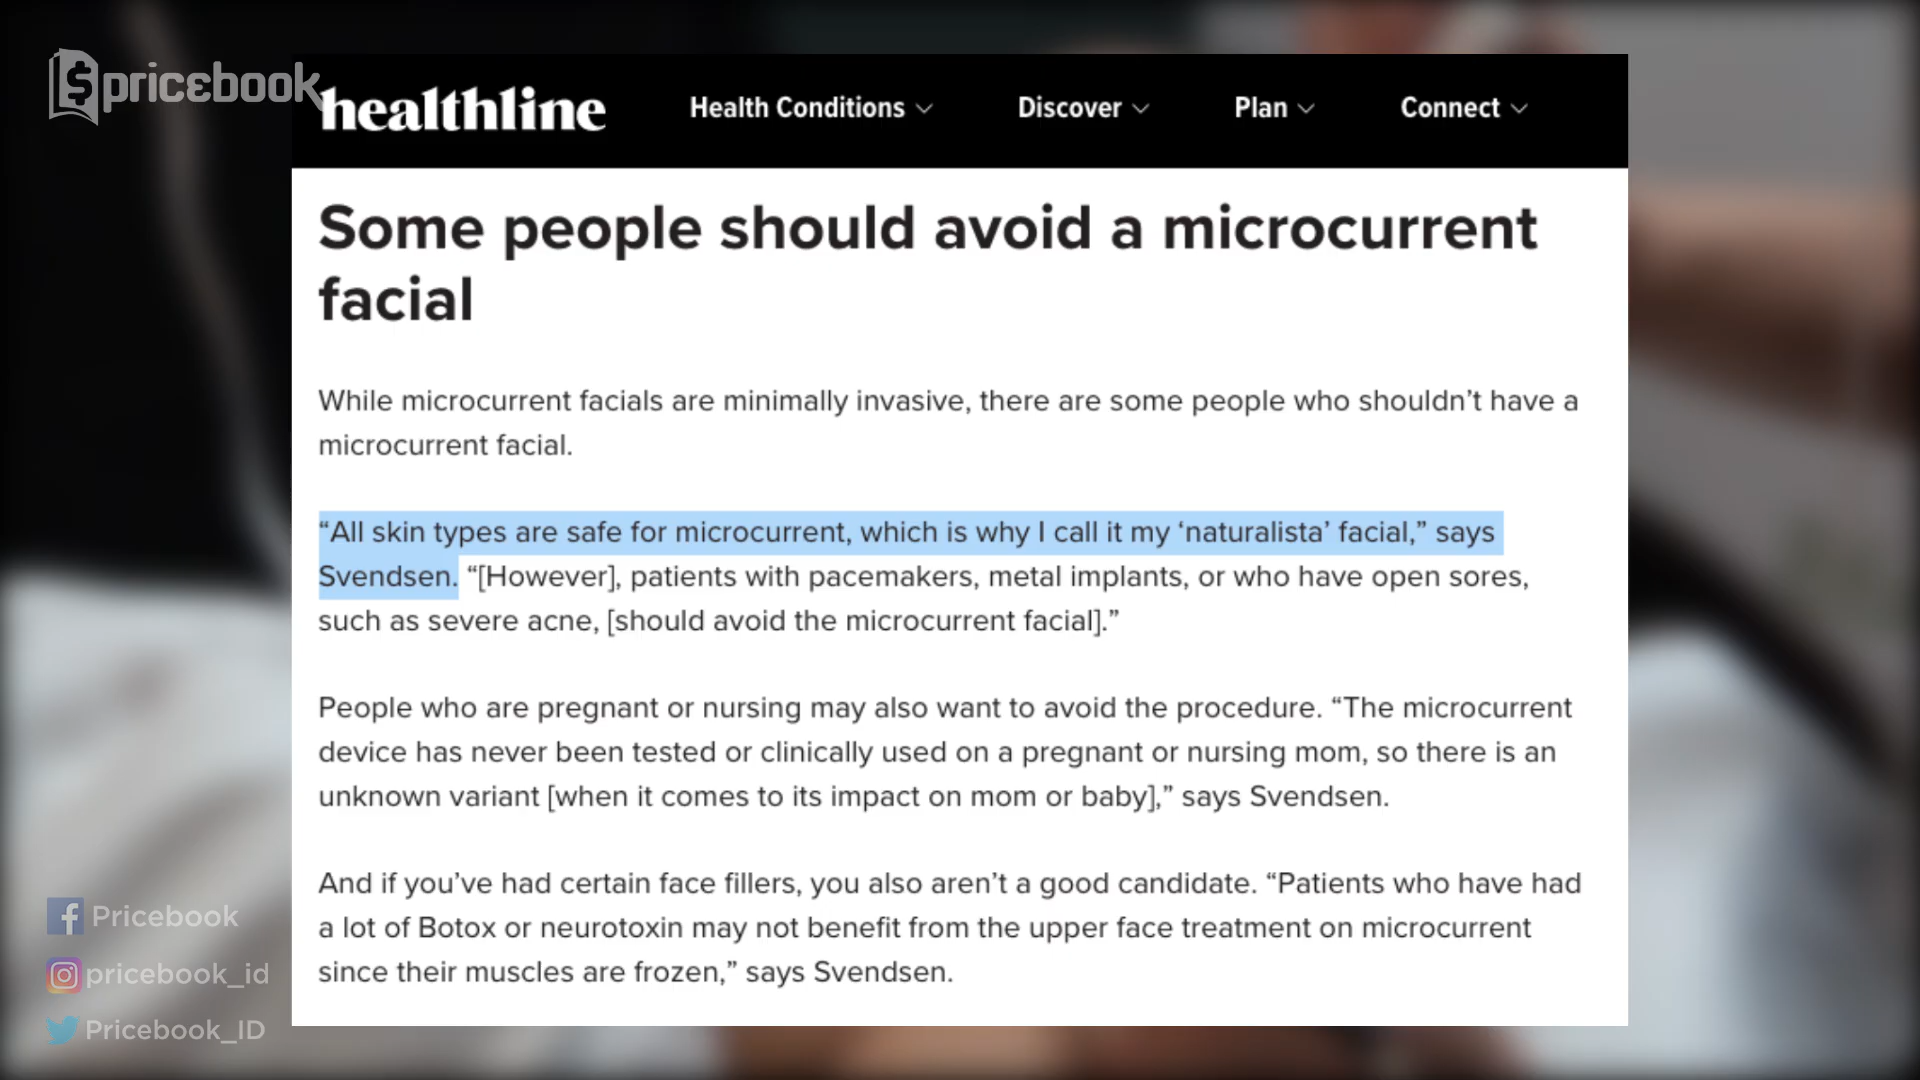 pricebook
healthline
Health Conditions
Discover
Plan
Connect
Some people should avoid a microcurrent
facial
While microcurrent facials are minimally invasive, there are some people who shouldn’t have a
microcurrent facial.
“All skin types are safe for microcurrent, which is why I call it my ‘naturalista’ facial,” says
Svendsen. “[However], patients with pacemakers, metal implants, or who have open sores,
such as severe acne, [should avoid the microcurrent facial].”
People who are pregnant or nursing may also want to avoid the procedure. “The microcurrent
device has never been tested or clinically used on a pregnant or nursing mom, so there is an
unknown variant [when it comes to its impact on mom or baby],” says Svendsen.
And if you’ve had certain face fillers, you also aren’t a good candidate. “Patients who have had
a lot of Botox or neurotoxin may not benefit from the upper face treatment on microcurrent
since their muscles are frozen,” says Svendsen.
Pricebook
pricebook_id
Pricebook_ID